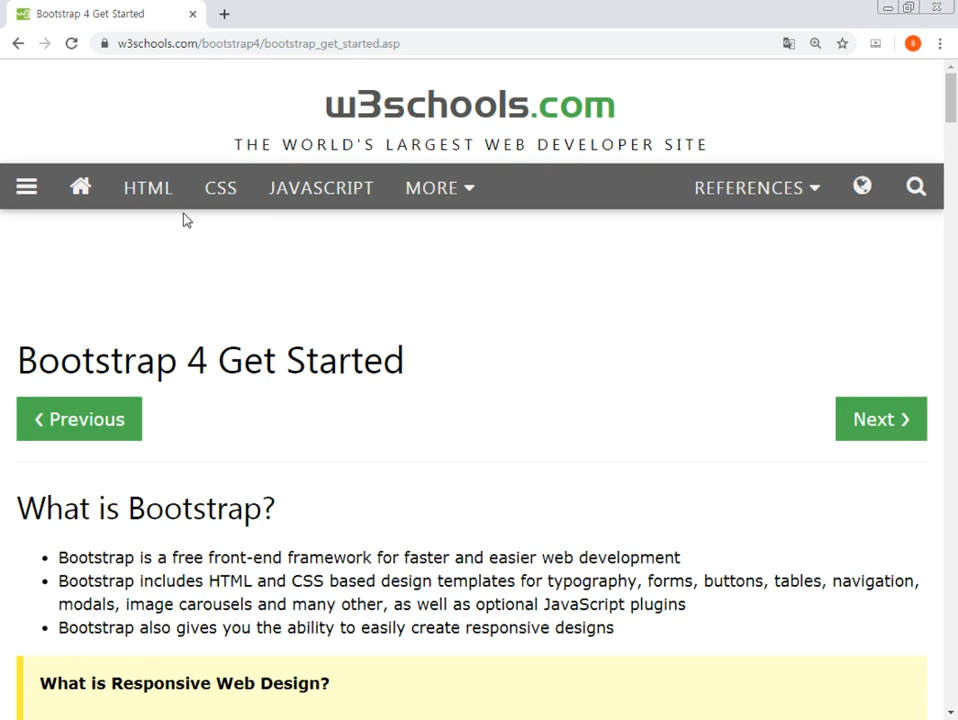 Bootstrap 4 Get Started
w3schools.com/bootstrap4/bootstrap_get_started.asp
s
w3schools.com
THE WORLD'S LARGEST WEB DEVELOPER SITE
HTML CSS JAVASCRIPT MORE REFERENCES
Bootstrap 4 Get Started
❮ Previous Next ❯
What is Bootstrap?
• Bootstrap is a free front-end framework for faster and easier web development
• Bootstrap includes HTML and CSS based design templates for typography, forms, buttons, tables, navigation,
modals, image carousels and many other, as well as optional JavaScript plugins
• Bootstrap also gives you the ability to easily create responsive designs
What is Responsive Web Design?